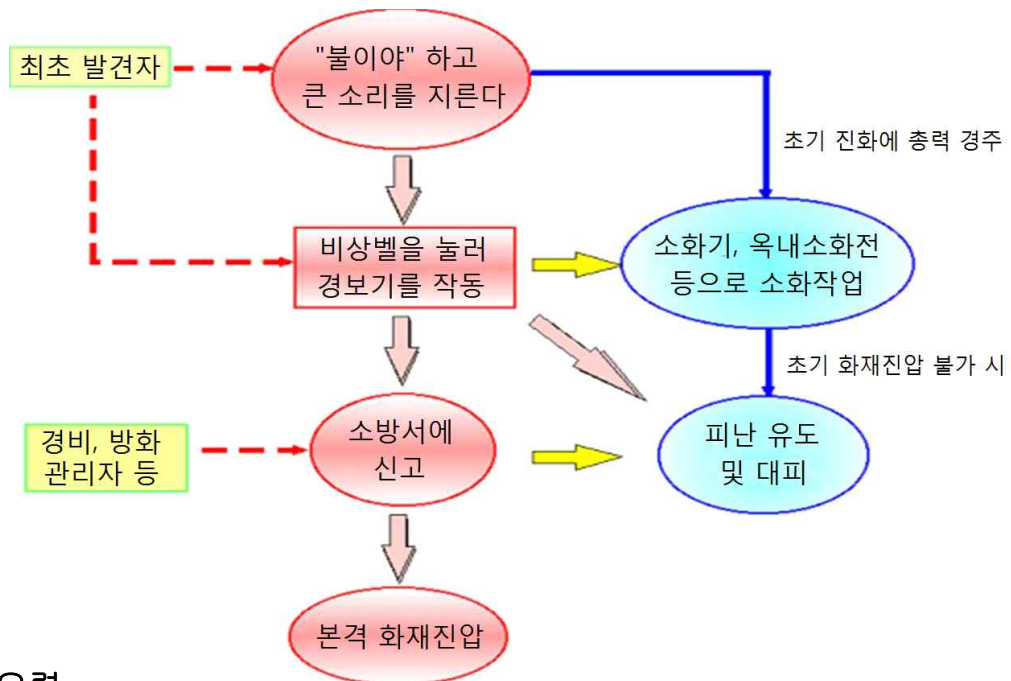 최초 발견자
"불이야" 하고
큰 소리를 지른다
초기 진화에 총력 경주
비상벨을 눌러
경보기를 작동
소화기, 옥내소화전
등으로 소화작업
초기 화재진압 불가 시
경비, 방화
관리자 등
소방서에
신고
피난 유도
및 대피
본격 화재진압